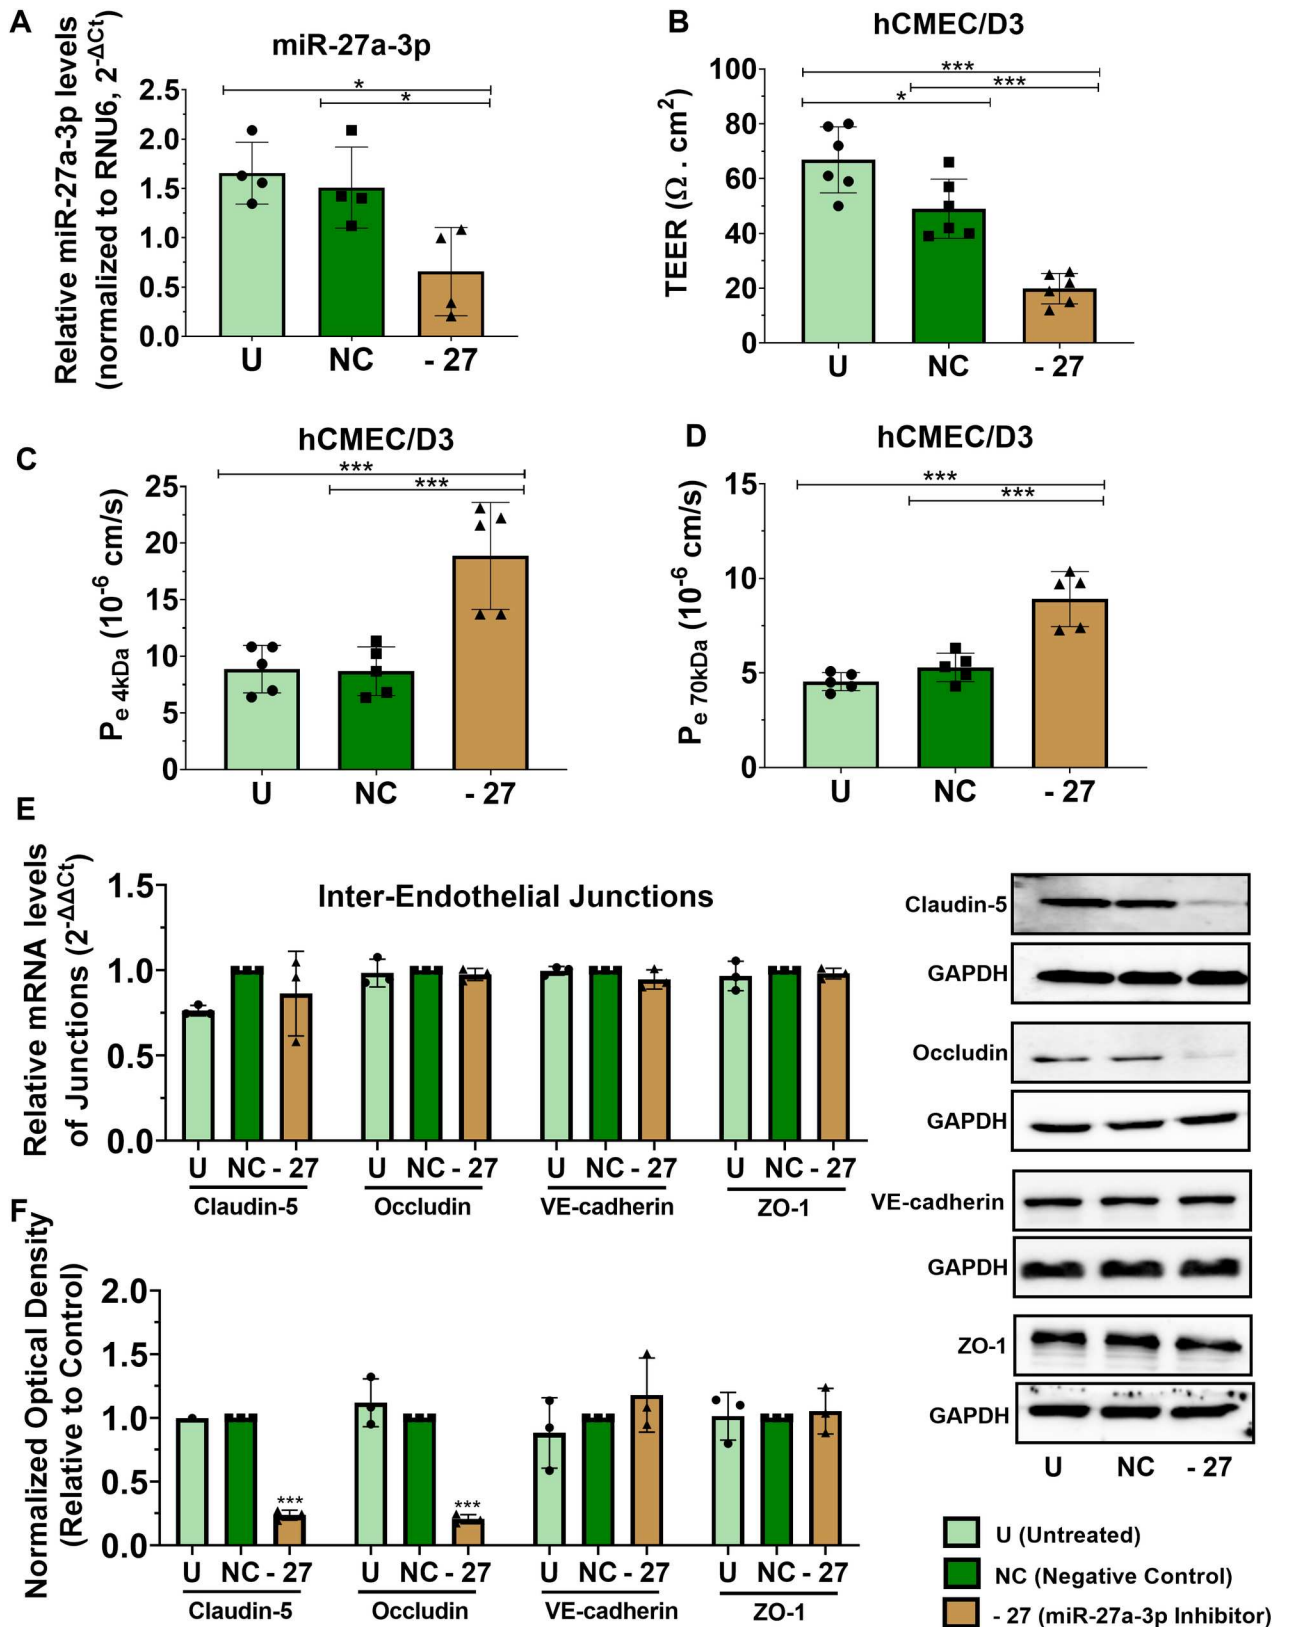 A
miR-27a-3p
Relative miR-27a-3p levels
(normalized to RNU6, 2-ΔCt)
2.5
2.0
1.5
1.0
0.5
0.0
*
*
U NC - 27
B
hCMEC/D3
TEER (Ω . cm2)
100
80
60
40
20
0
***
***
*
U NC - 27
C
hCMEC/D3
Pe 4kDa (10-6 cm/s)
25
20
15
10
5
0
***
***
U NC - 27
D
hCMEC/D3
Pe 70kDa (10-6 cm/s)
15
10
5
0
***
***
U NC - 27
E
Relative mRNA levels
of Junctions (2-ΔΔCt)
Inter-Endothelial Junctions
1.5
1.0
0.5
0.0
U NC - 27 U NC - 27 U NC - 27 U NC - 27
Claudin-5 Occludin VE-cadherin ZO-1
F
Normalized Optical Density
(Relative to Control)
2.0
1.5
1.0
0.5
0.0
***
***
U NC - 27 U NC - 27 U NC - 27 U NC - 27
Claudin-5 Occludin VE-cadherin ZO-1
Claudin-5
GAPDH
Occludin
GAPDH
VE-cadherin
GAPDH
ZO-1
GAPDH
U NC - 27
U (Untreated)
NC (Negative Control)
- 27 (miR-27a-3p Inhibitor)